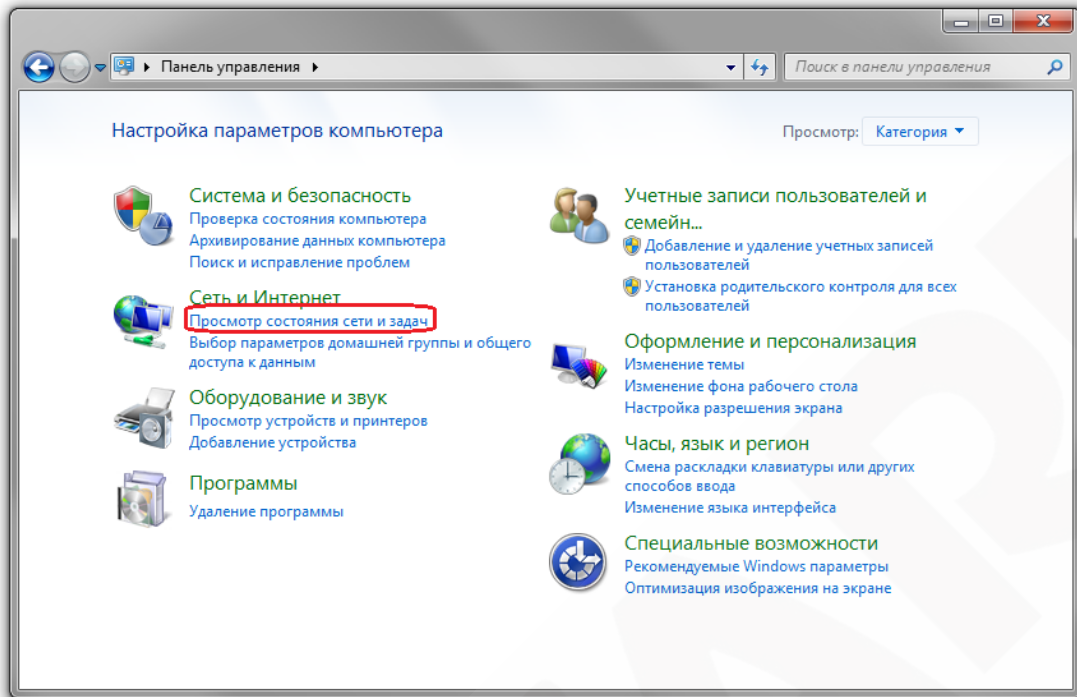 Панель управления
Поиск в панели управления
Настройка параметров компьютера
Просмотр: Категория
Система и безопасность
Проверка состояния компьютера
Архивирование данных компьютера
Поиск и исправление проблем
Сеть и Интернет
Просмотр состояния сети и задач
Выбор параметров домашней группы и общего
доступа к данным
Оборудование и звук
Просмотр устройств и принтеров
Добавление устройства
Программы
Удаление программы
Учетные записи пользователей и
семейн...
Добавление и удаление учетных записей
пользователей
Установка родительского контроля для всех
пользователей
Оформление и персонализация
Изменение темы
Изменение фона рабочего стола
Настройка разрешения экрана
Часы, язык и регион
Смена раскладки клавиатуры или других
способов ввода
Изменение языка интерфейса
Специальные возможности
Рекомендуемые Windows параметры
Оптимизация изображения на экране